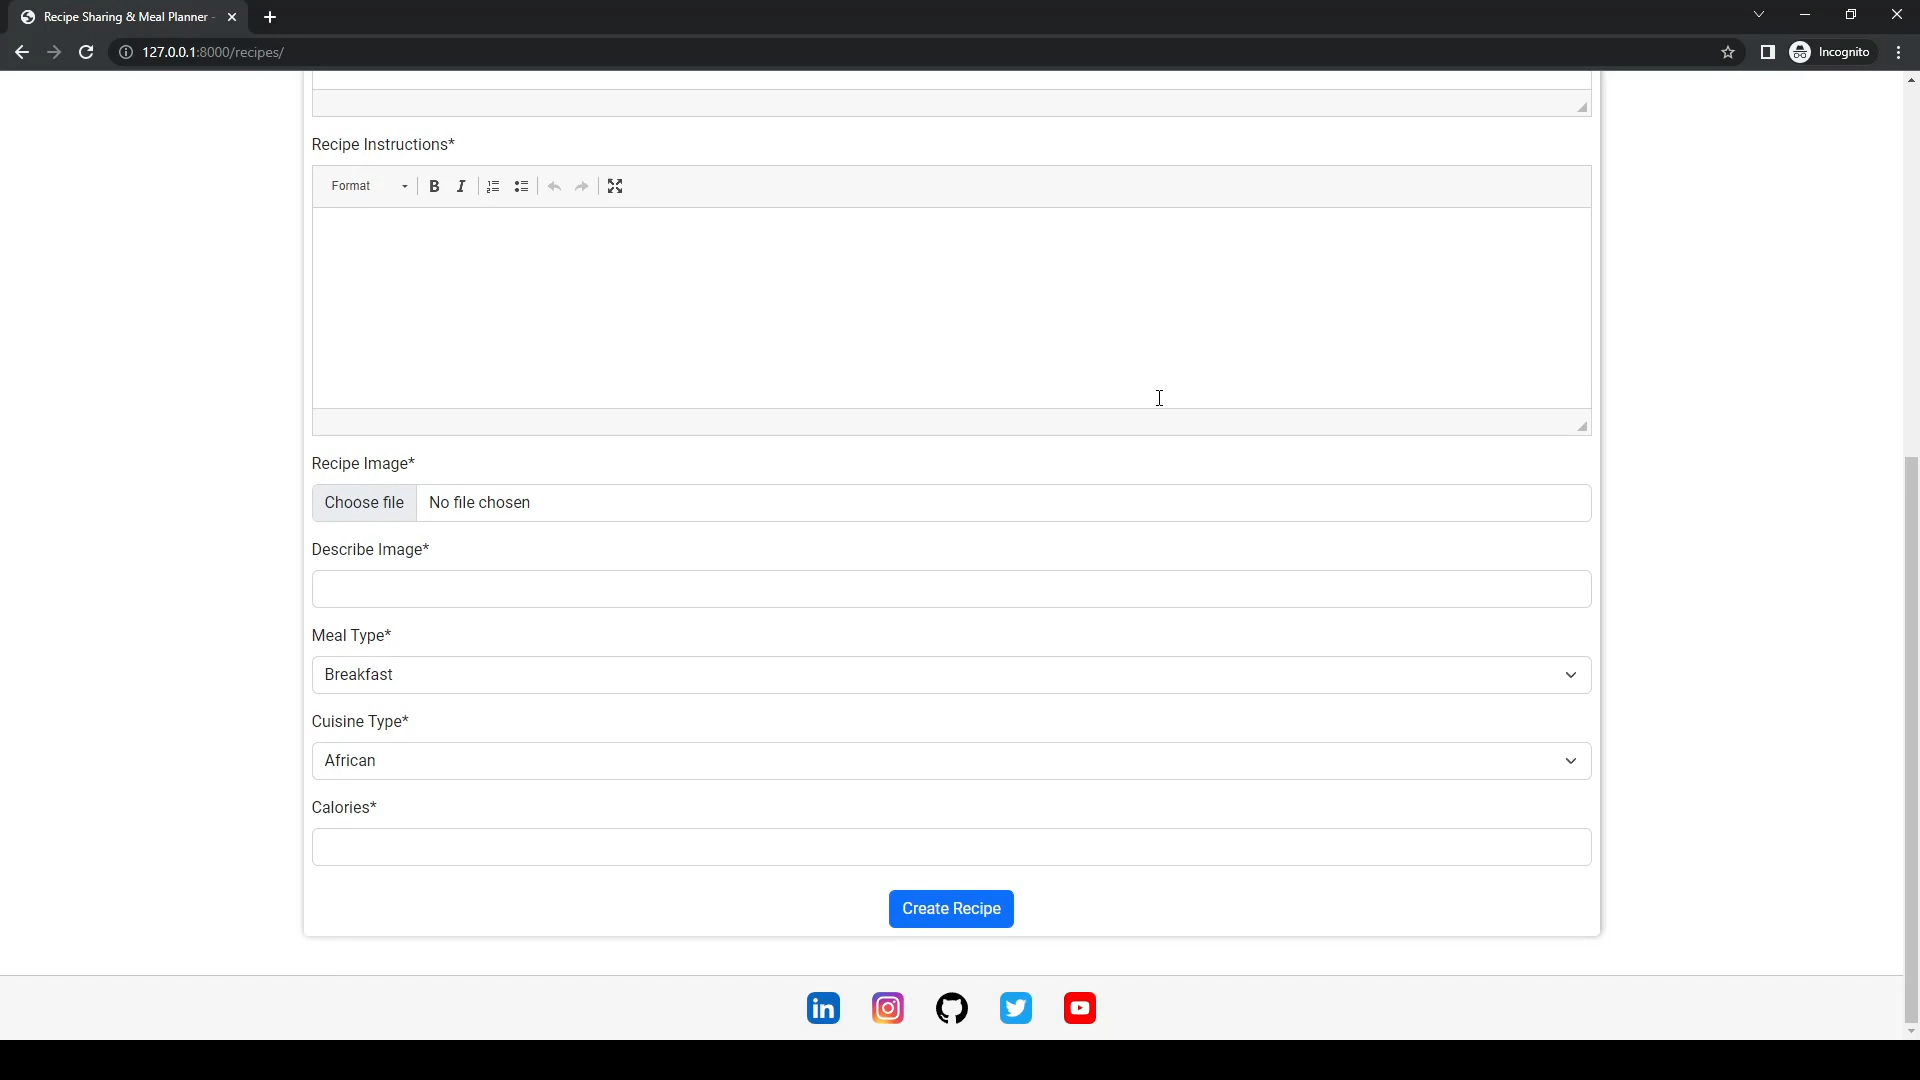 Recipe Sharing & Meal Planner -
127.0.0.1:8000/recipes/
Incognito
Recipe Instructions*
Format B I
Recipe Image*
Choose file No file chosen
Describe Image*
Meal Type*
Breakfast
Cuisine Type*
African
Calories*
Create Recipe
in